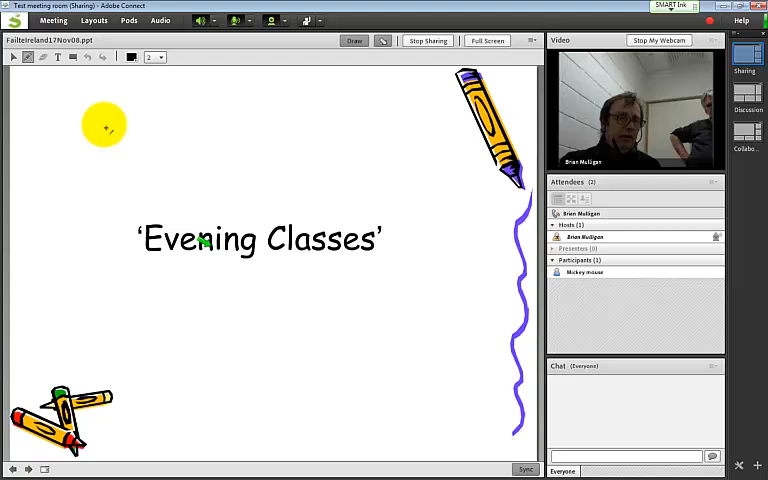 Test meeting room (Sharing) - Adobe Connect
SMART Ink
Meeting Layouts Pods Audio
Help
FailteIreland17Nov08.ppt
Draw
Stop Sharing
Full Screen
2
'Evening Classes'
Sync
Video
Stop My Webcam
Brian Mulligan
Attendees (2)
Brian Mulligan
Hosts (1)
Brian Mulligan
Presenters (0)
Participants (1)
Mickey mouse
Chat (Everyone)
Everyone
Sharing
Discussion
Collabo...